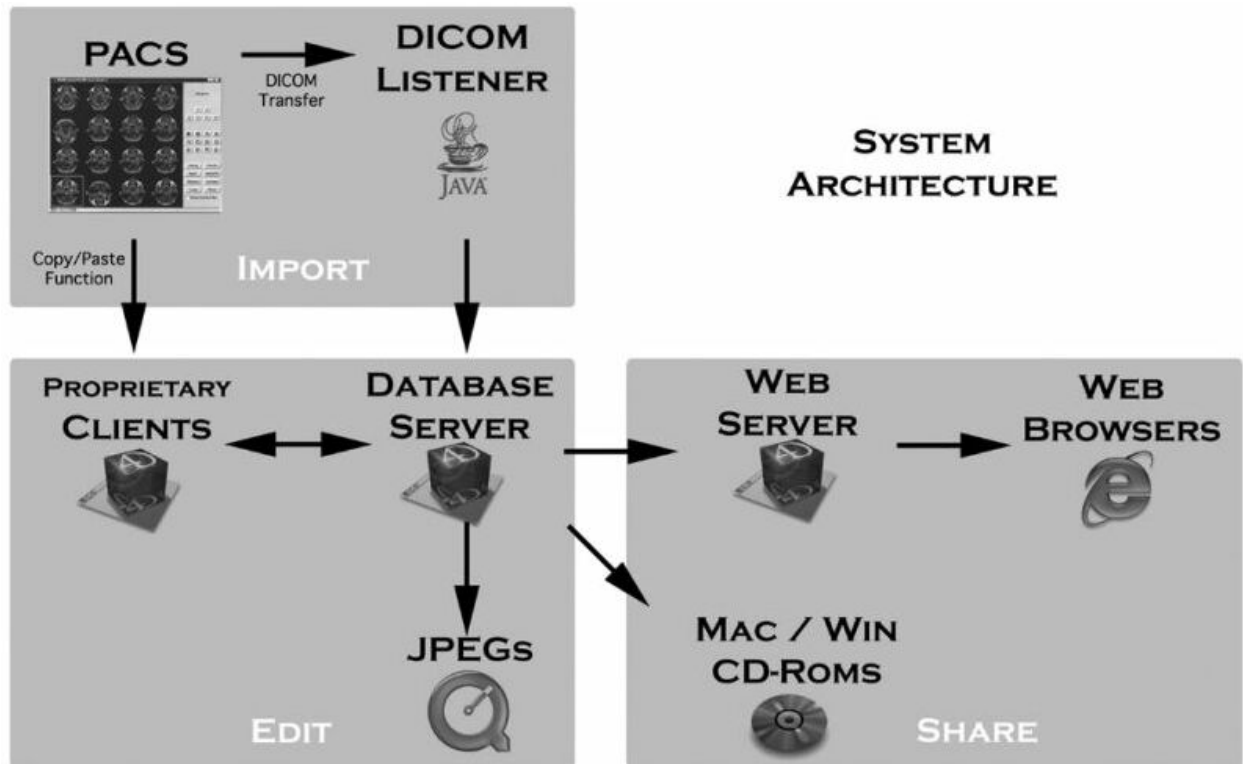 PACS
DICOM
Transfer
DICOM
LISTENER
JAVA
SYSTEM
ARCHITECTURE
Copy/Paste
Function
IMPORT
PROPRIETARY
CLIENTS
DATABASE
SERVER
WEB
SERVER
WEB
BROWSERS
JPEGS
MAC / WIN
CD-ROMS
EDIT
SHARE